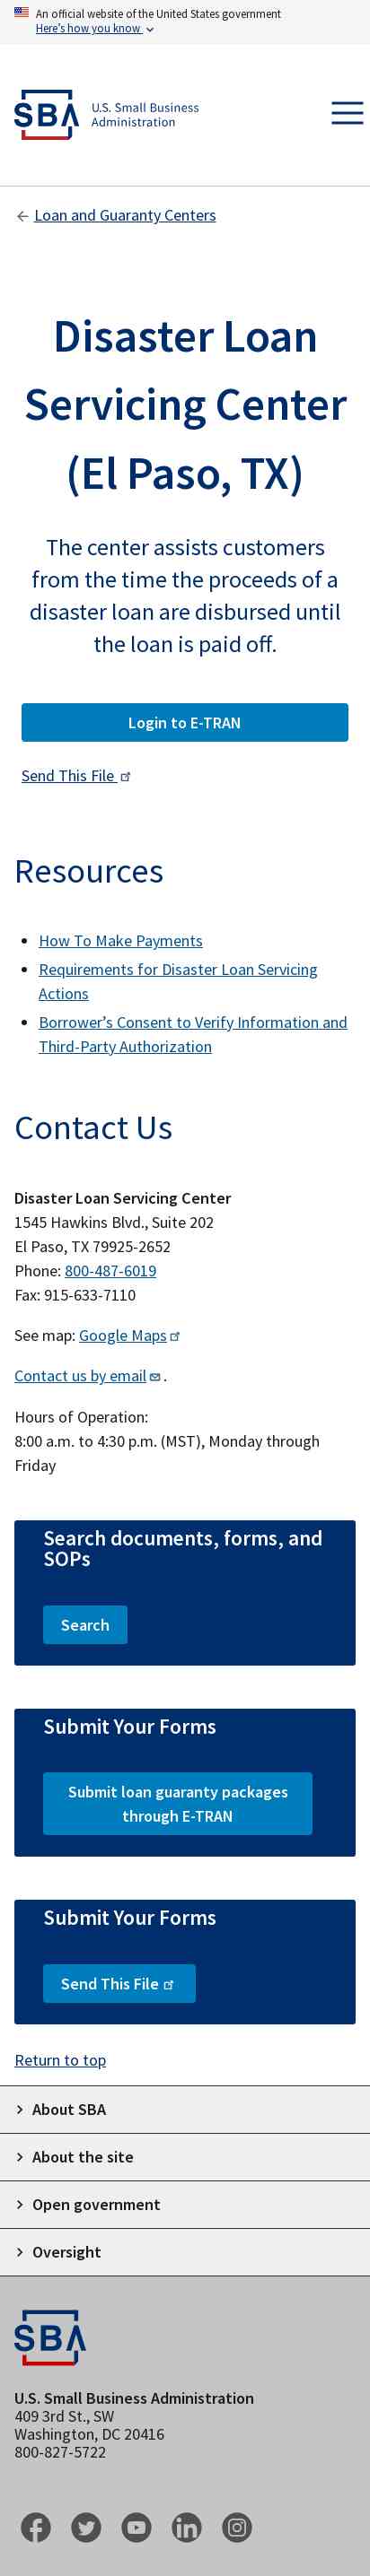 An official website of the United States government
Here's how you know
SBA U.S. Small Business
Administration
Loan and Guaranty Centers
Disaster Loan
Servicing Center
(El Paso, TX)
The center assists customers
from the time the proceeds of a
disaster loan are disbursed until
the loan is paid off.
Login to E-TRAN
Send This File
Resources
• How To Make Payments
• Requirements for Disaster Loan Servicing
Actions
• Borrower’s Consent to Verify Information and
Third-Party Authorization
Contact Us
Disaster Loan Servicing Center
1545 Hawkins Blvd., Suite 202
El Paso, TX 79925-2652
Phone: 800-487-6019
Fax: 915-633-7110
See map: Google Maps
Contact us by email.
Hours of Operation:
8:00 a.m. to 4:30 p.m. (MST), Monday through
Friday
Search documents, forms, and
SOPs
Search
Submit Your Forms
Submit loan guaranty packages
through E-TRAN
Submit Your Forms
Send This File
Return to top
About SBA
About the site
Open government
Oversight
SBA
U.S. Small Business Administration
409 3rd St., SW
Washington, DC 20416
800-827-5722